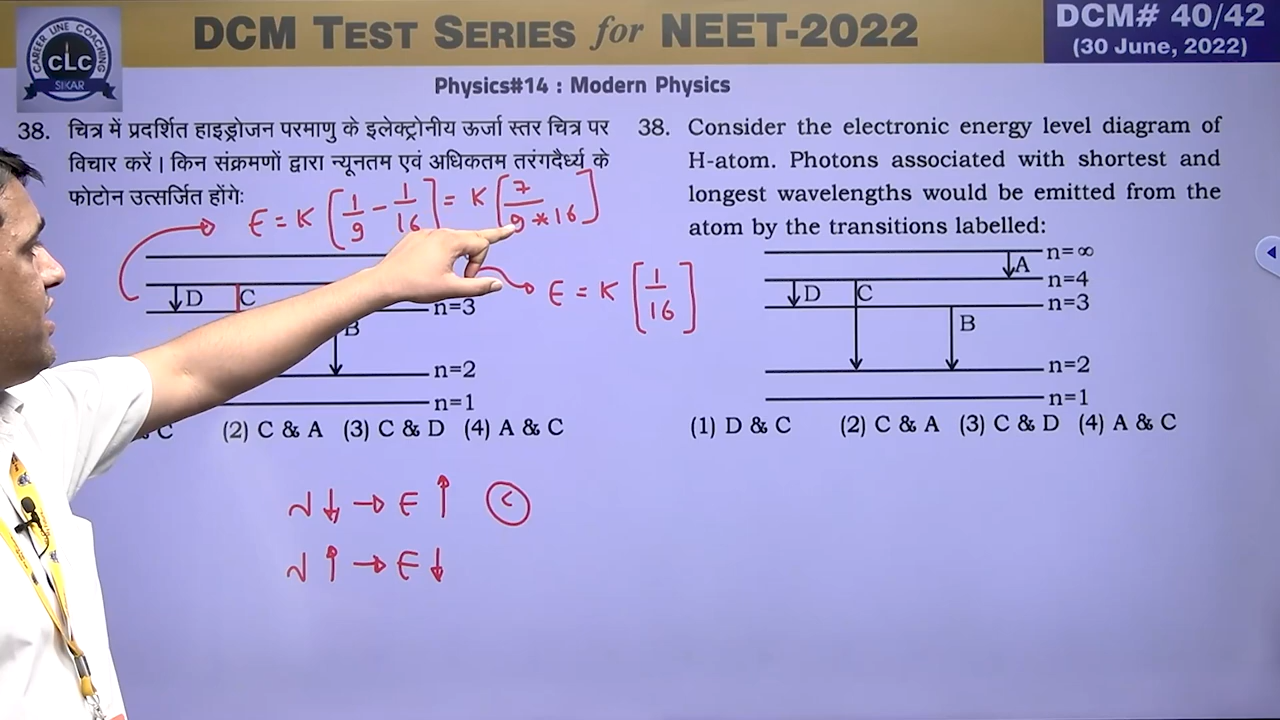 DCM TEST SERIES for NEET-2022
DCM# 40/42
(30 June, 2022)
CAREER LINE COACHING
CLC
SIKAR
Physics#14 : Modern Physics
38. चित्र में प्रदर्शित हाइड्रोजन परमाणु के इलेक्ट्रोनीय ऊर्जा स्तर चित्र पर
विचार करें। किन संक्रमणों द्वारा न्यूनतम एवं अधिकतम तरंगदैर्ध्य के
फोटोन उत्सर्जित होंगेः
E = K [1/9 - 1/16] = K [7/9*16]
E = K [1/16]
D C
n=3
B
n=2
n=1
C (2) C & A (3) C & D (4) A & C
λ↓ → E↑ C
λ↑ → E↓
38. Consider the electronic energy level diagram of
H-atom. Photons associated with shortest and
longest wavelengths would be emitted from the
atom by the transitions labelled:
n=∞
A
n=4
D C
n=3
B
n=2
n=1
(1) D & C (2) C & A (3) C & D (4) A & C